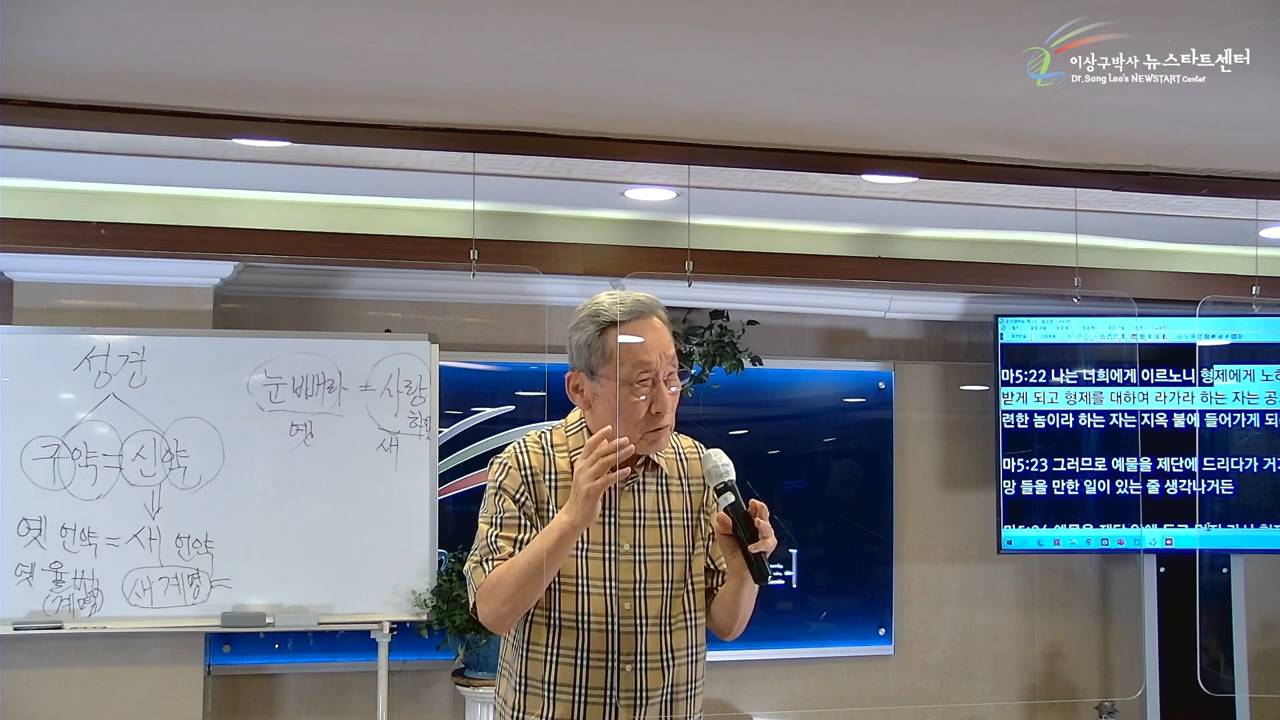 이상구박사 뉴스타트센터
Dr. Sang Lee's NEWSTART Center
성경
구약 = 신약
옛 언약 = 새 언약
옛 율법
(계명)
새 계명 =
눈 빼라 = 사랑
옛
새
마5:22 나는 너희에게 이르노니 형제에게 노하
받게 되고 형제를 대하여 라가라 하는 자는 공
련한 놈이라 하는 자는 지옥 불에 들어가게 되
마5:23 그러므로 예물을 제단에 드리다가 거기
망 들을 만한 일이 있는 줄 생각나거든
터